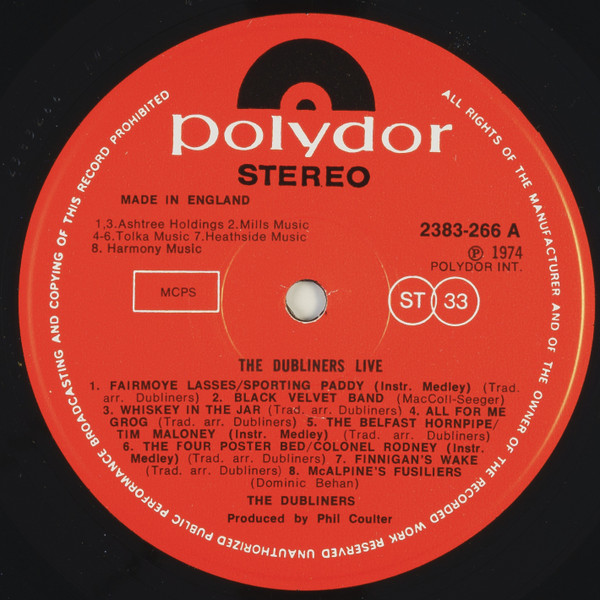 polydor
STEREO
MADE IN ENGLAND
1,3.Ashtree Holdings 2.Mills Music
4-6.Tolka Music 7.Heathside Music
8. Harmony Music
2383-266 A
Ⓟ 1974
POLYDOR INT.
MCPS
ST 33
THE DUBLINERS LIVE
1. FAIRMOYE LASSES/SPORTING PADDY (Instr. Medley) (Trad.
arr. Dubliners) 2. BLACK VELVET BAND (MacColl-Seeger)
3. WHISKEY IN THE JAR (Trad. arr. Dubliners) 4. ALL FOR ME
GROG (Trad. arr. Dubliners) 5. THE BELFAST HORNPIPE/
TIM MALONEY (Instr. Medley) (Trad. arr. Dubliners)
6. THE FOUR POSTER BED/COLONEL RODNEY (Instr.
Medley) (Trad. arr. Dubliners) 7. FINNIGAN'S WAKE
(Trad. arr. Dubliners) 8. McALPINE'S FUSILIERS
(Dominic Behan)
THE DUBLINERS
Produced by Phil Coulter
ALL RIGHTS OF THE MANUFACTURER AND OF THE OWNER OF THE RECORDED WORK RESERVED UNAUTHORIZED PUBLIC PERFORMANCE BROADCASTING AND COPYING OF THIS RECORD PROHIBITED